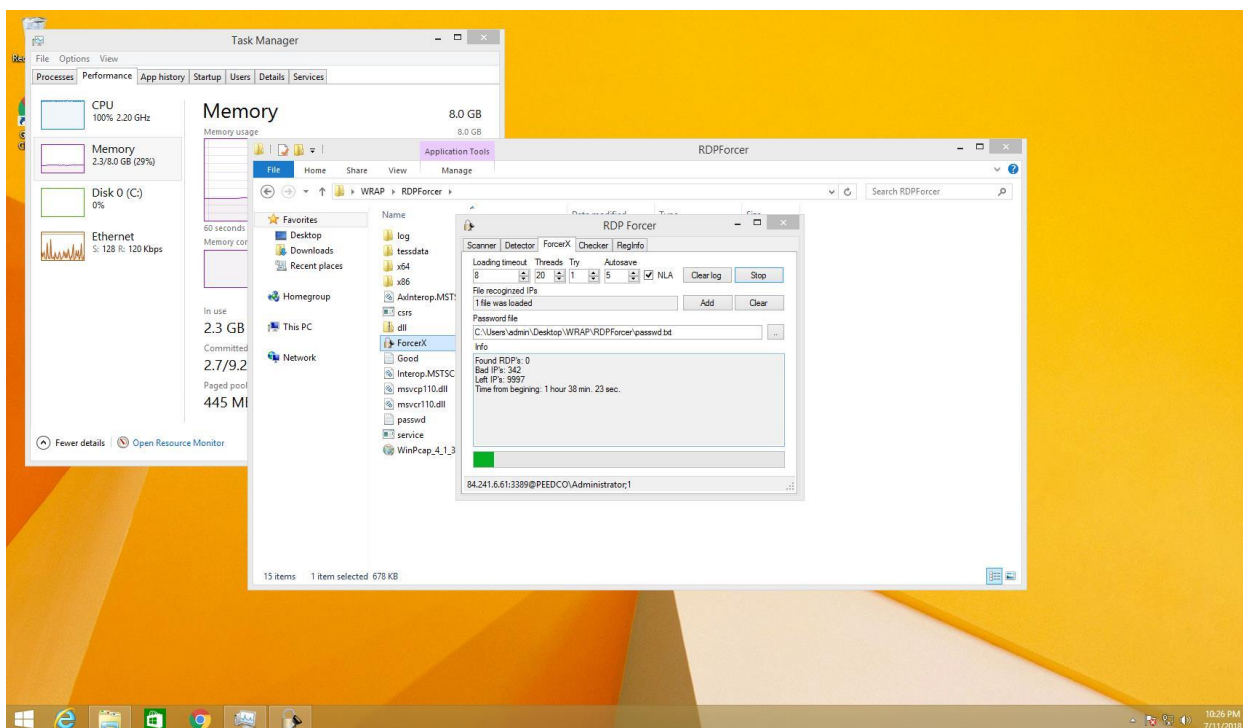 Task Manager
File Options View
Processes Performance App history Startup Users Details Services
CPU
100% 2.20 GHz
Memory
2.3/8.0 GB (29%)
Disk 0 (C:)
0%
Ethernet
S: 128 R: 120 Kbps
Memory 8.0 GB
Memory usage 8.0 GB
60 seconds
In use
2.3 GB
Committed
2.7/9.2
Paged pool
445
Fewer details Open Resource Monitor
Application Tools RDPForcer
File Home Share View Manage
WRAP RDPForcer Search RDPForcer
Favorites
Desktop
Downloads
Recent places
Homegroup
This PC
Network
Name
log
tessdata
x64
x86
AxInterop.MST
csrs
dll
ForcerX
Good
Interop.MSTSC
msvcp110.dll
msvcr110.dll
passwd
service
WinPcap_4_1_3
15 items 1 item selected 678 KB
RDP Forcer
Scanner Detector ForcerX Checker RegInfo
Loading timeout Threads Try Autosave
8 20 1 5 NLA Clear log Stop
File recoginzed IPs
1 file was loaded Add Clear
Password file
C:\Users\admin\Desktop\WRAP\RDPForcer\passwd.txt ..
Info
Found RDP's: 0
Bad IP's: 342
Left IP's: 9997
Time from begining: 1 hour 38 min. 23 sec.
84.241.6.61:3389@PEEDCO\Administrator;1
10:26 PM
7/11/2018